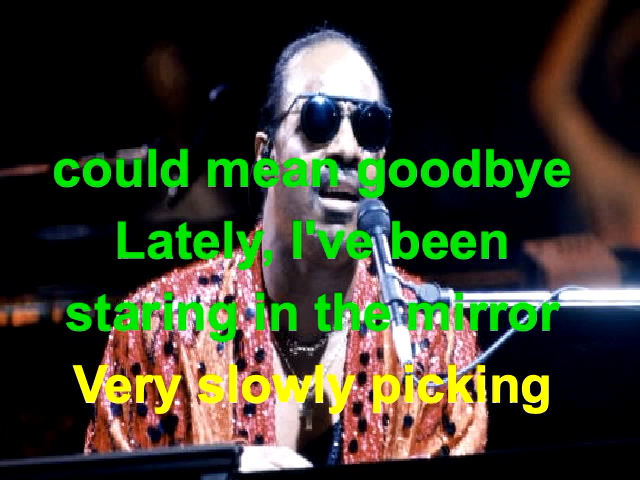 could mean goodbye
Lately, I've been
staring in the mirror
Very slowly picking